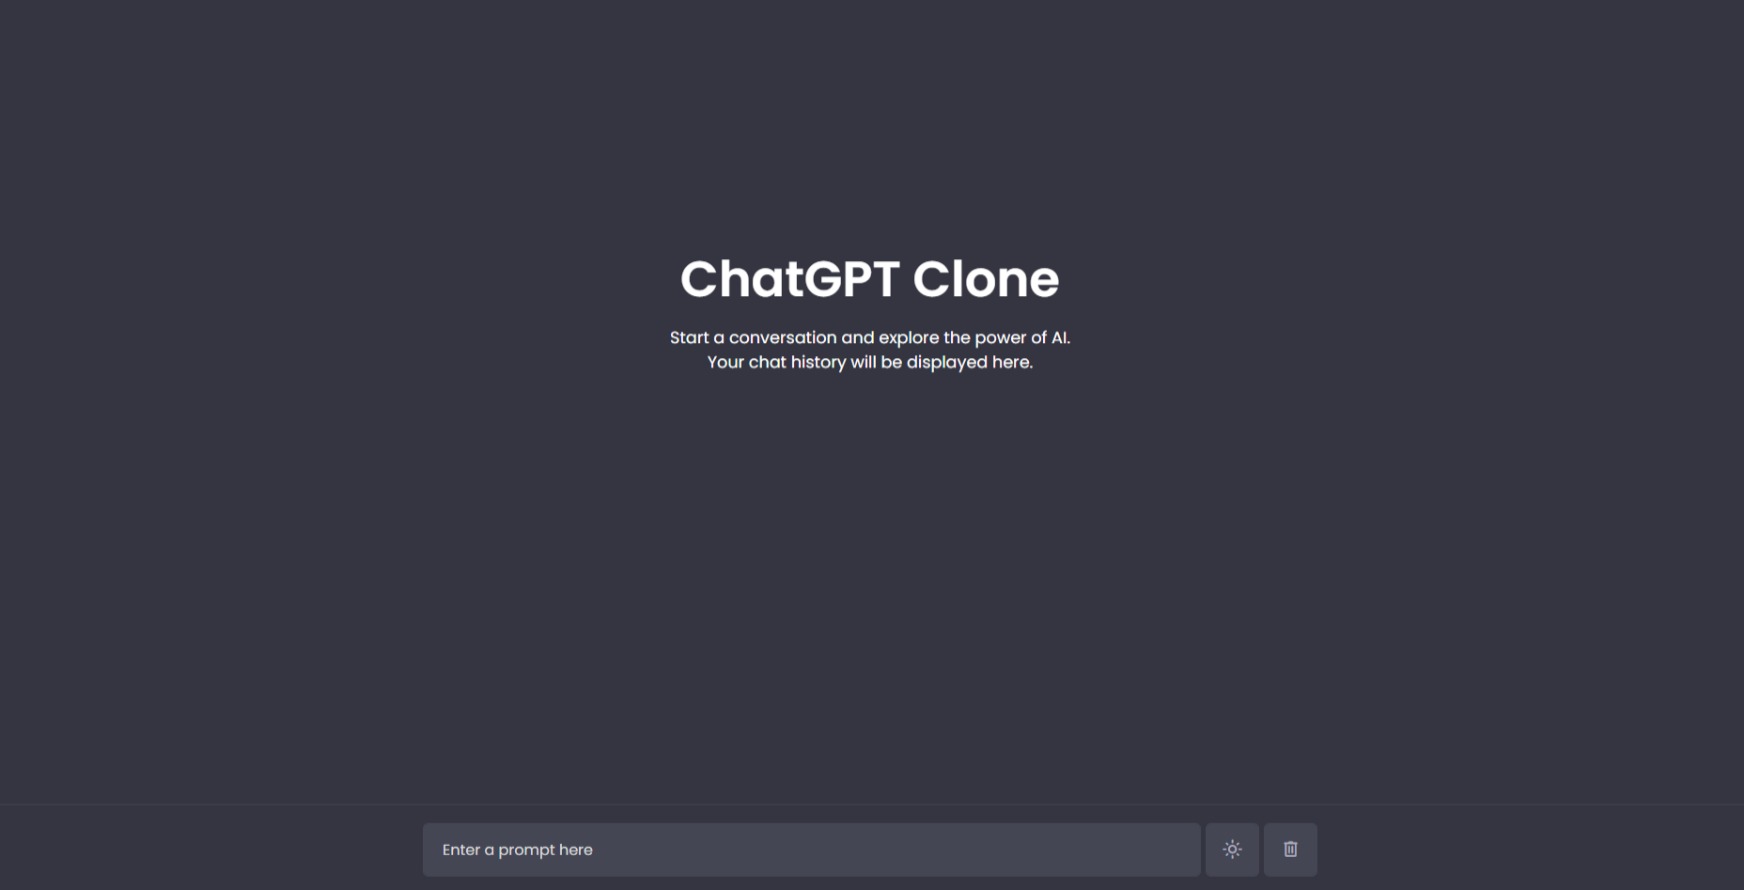 ChatGPT Clone
Start a conversation and explore the power of AI.
Your chat history will be displayed here.
Enter a prompt here